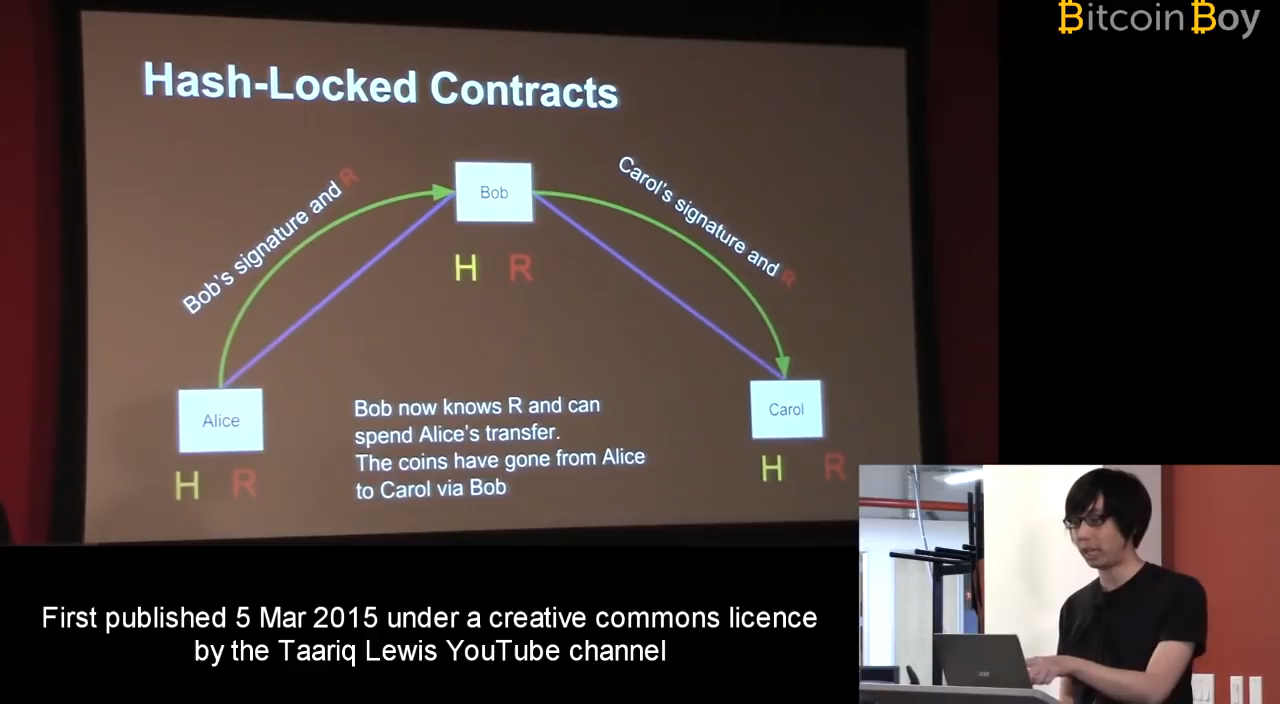 Bitcoin Boy
Hash-Locked Contracts
Bob's signature and R
Bob
Carol's signature and R
H R
Alice
Carol
H R
H R
Bob now knows R and can
spend Alice's transfer.
The coins have gone from Alice
to Carol via Bob
First published 5 Mar 2015 under a creative commons licence
by the Taariq Lewis YouTube channel